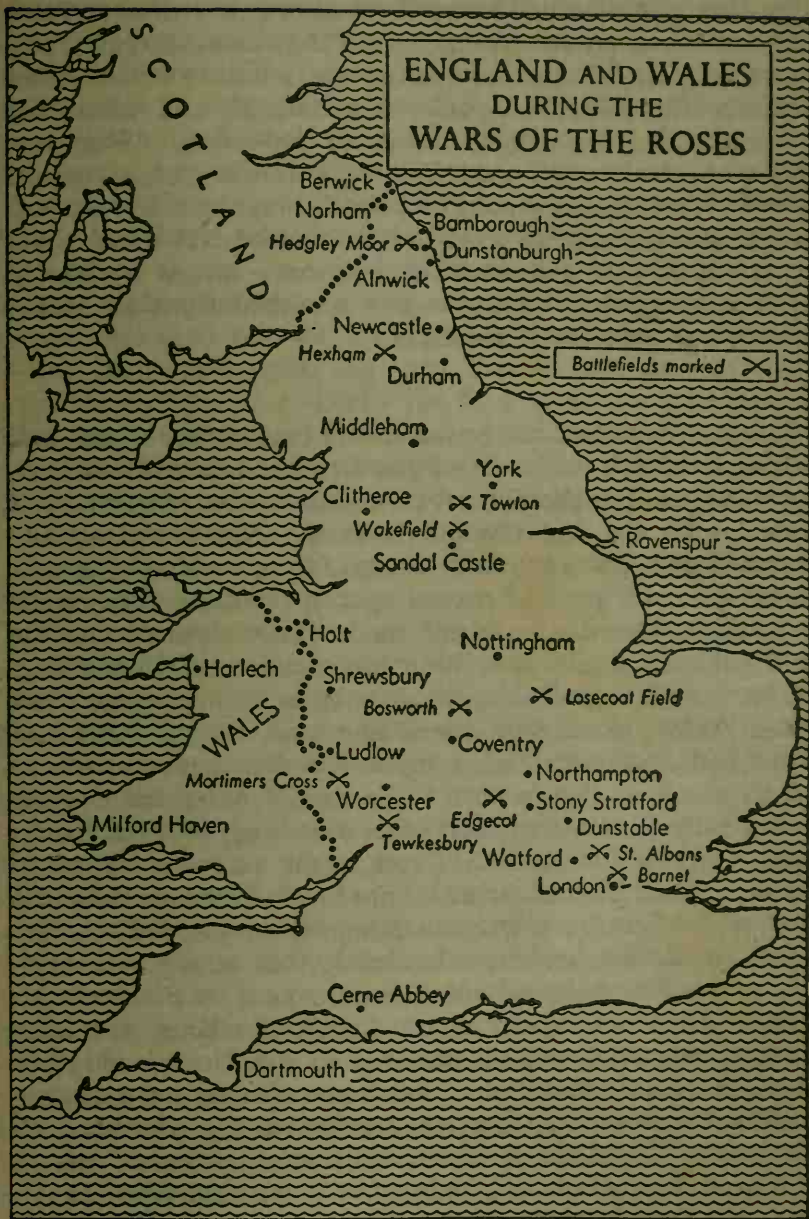 ENGLAND AND WALES
DURING THE
WARS OF THE ROSES
SCOTLAND
Berwick
Norham
Bamborough
Hedgley Moor
Dunstanburgh
Alnwick
Newcastle
Hexham
Battlefields marked
Durham
Middleham
York
Clitheroe
Towton
Wakefield
Ravenspur
Sandal Castle
Holt
Nottingham
Harlech
Shrewsbury
Losecoat Field
Bosworth
WALES
Coventry
Ludlow
Northampton
Mortimers Cross
Worcester
Stony Stratford
Edgecot
Milford Haven
Dunstable
Tewkesbury
St. Albans
Watford
Barnet
London
Cerne Abbey
Dartmouth